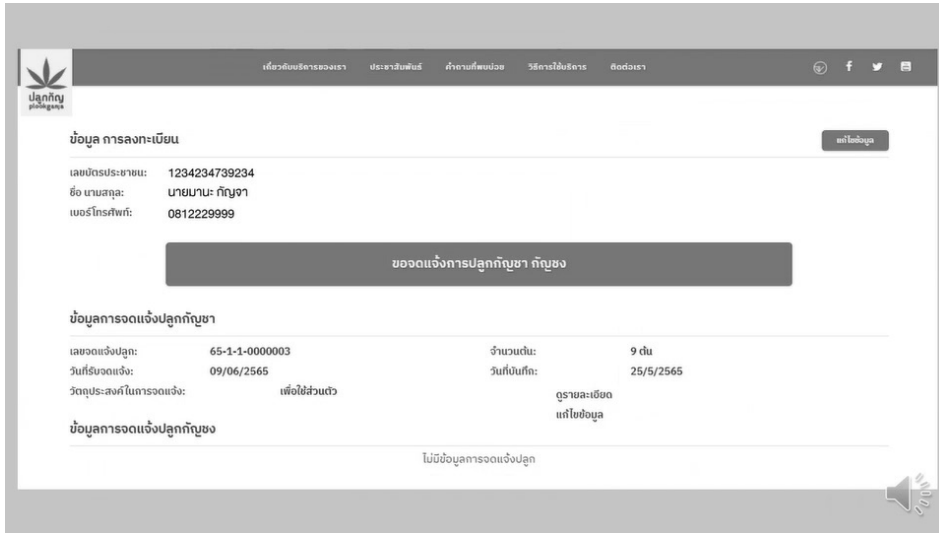 เกี่ยวกับบริการของเรา ประชาสัมพันธ์ คำถามที่พบบ่อย วิธีการใช้บริการ ติดต่อเรา
ปลูกกัญ
plookganja
ข้อมูล การลงทะเบียน
แก้ไขข้อมูล
เลขบัตรประชาชน: 1234234739234
ชื่อ นามสกุล: นายมานะ กัญจา
เบอร์โทรศัพท์: 0812229999
ขอจดแจ้งการปลูกกัญชา กัญชง
ข้อมูลการจดแจ้งปลูกกัญชา
เลขจดแจ้งปลูก: 65-1-1-0000003 จำนวนต้น: 9 ต้น
วันที่รับจดแจ้ง: 09/06/2565 วันที่บันทึก: 25/5/2565
วัตถุประสงค์ในการจดแจ้ง: เพื่อใช้ส่วนตัว ดูรายละเอียด
แก้ไขข้อมูล
ข้อมูลการจดแจ้งปลูกกัญชง
ไม่มีข้อมูลการจดแจ้งปลูก